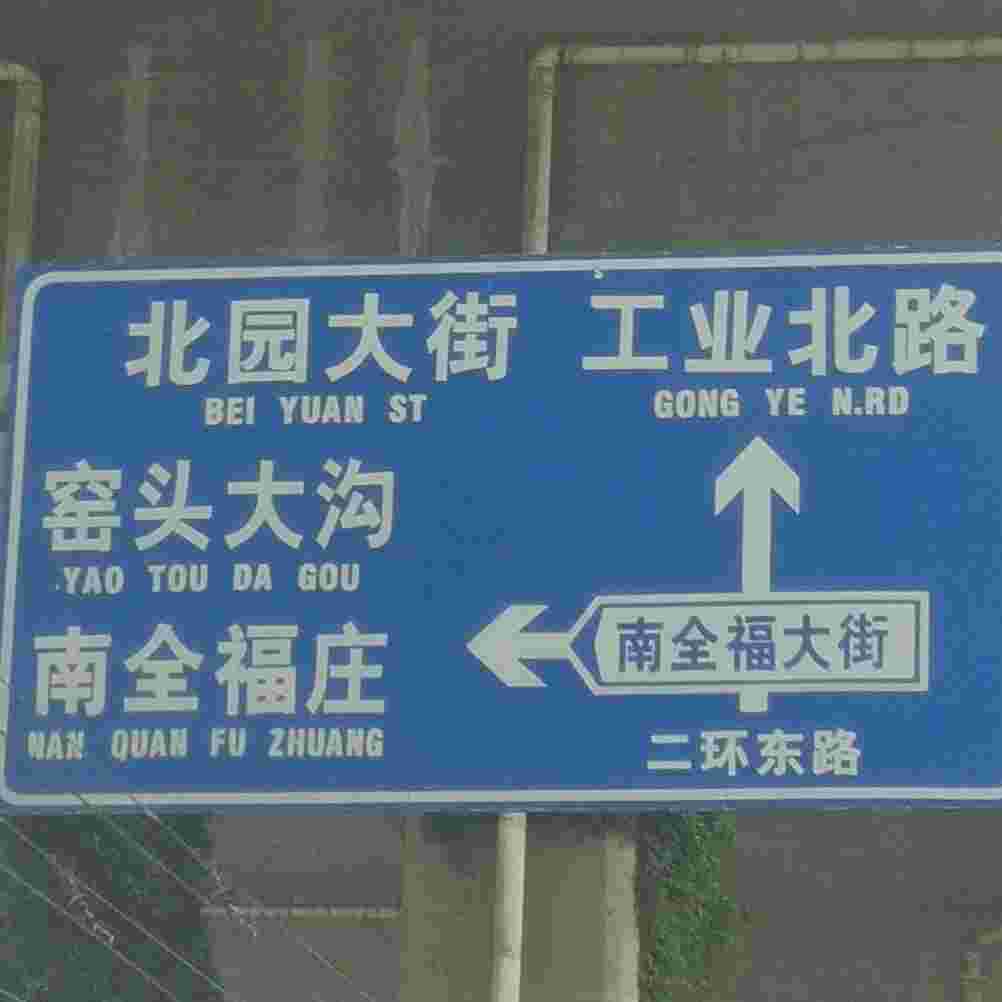 北园大街 工业北路
BEI YUAN ST GONG YE N.RD
窑头大沟
YAO TOU DA GOU
南全福庄
NAN QUAN FU ZHUANG
南全福大街
二环东路